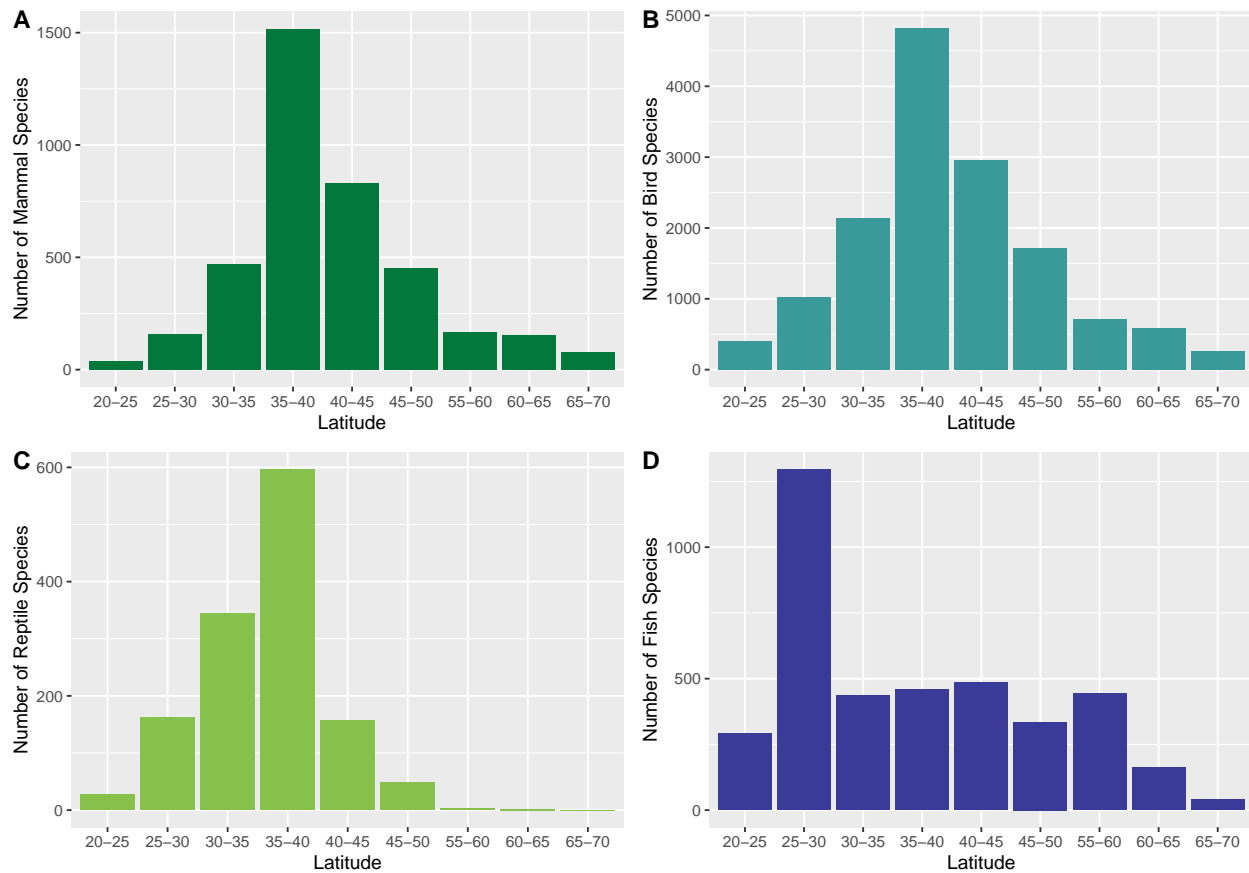 A
Number of Mammal Species
1500
1000
500
0
20–25 25–30 30–35 35–40 40–45 45–50 55–60 60–65 65–70
Latitude
B
Number of Bird Species
5000
4000
3000
2000
1000
0
20–25 25–30 30–35 35–40 40–45 45–50 55–60 60–65 65–70
Latitude
C
Number of Reptile Species
600
400
200
0
20–25 25–30 30–35 35–40 40–45 45–50 55–60 60–65 65–70
Latitude
D
Number of Fish Species
1000
500
0
20–25 25–30 30–35 35–40 40–45 45–50 55–60 60–65 65–70
Latitude